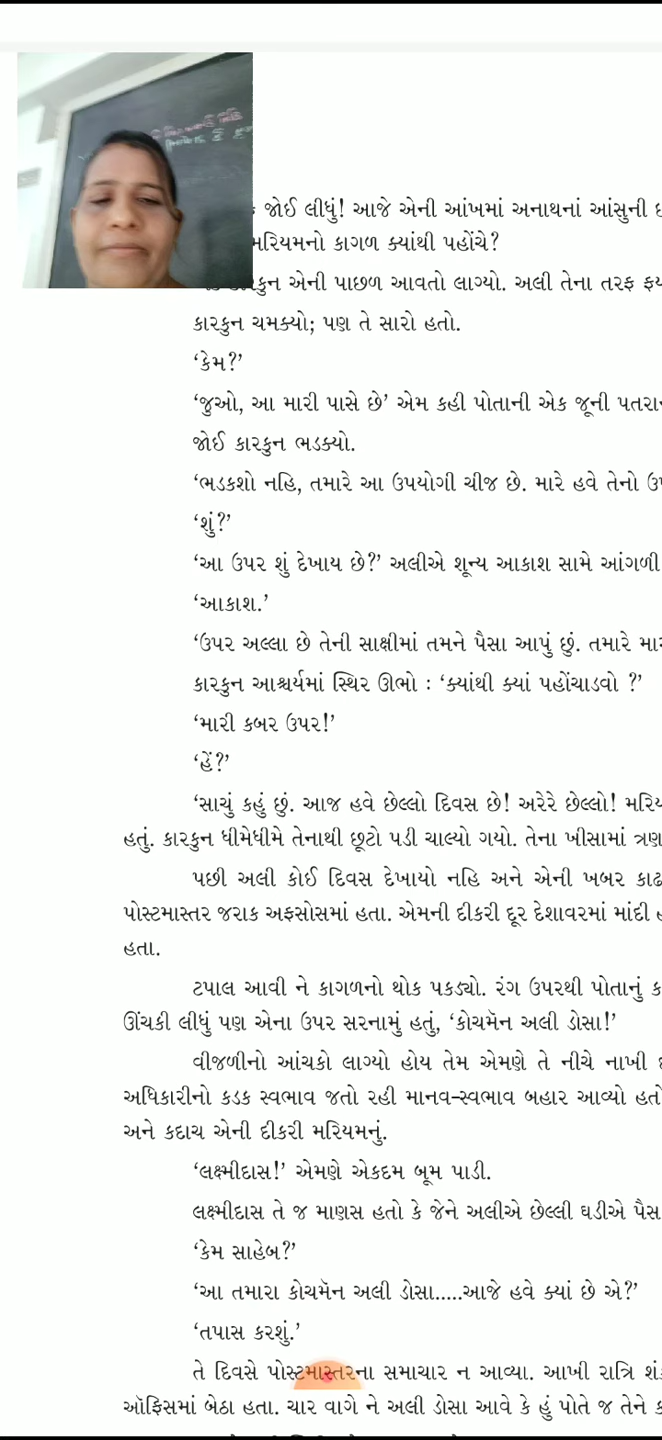 જોઈ લીધું! આજે એની આંખમાં અનાથનાં આંસુની
મરિયમનો કાગળ ક્યાંથી પહોંચે?
એની પાછળ આવતો લાગ્યો. અલી તેના તરફ
કારકુન ચમક્યો; પણ તે સારો હતો.
‘કેમ?’
‘જુઓ, આ મારી પાસે છે’ એમ કહી પોતાની એક જૂની
જોઈ કારકુન ભડક્યો.
‘ભડકશો નહિ, તમારે આ ઉપયોગી ચીજ છે. મારે હવે તેનો
‘શું?’
‘આ ઉપર શું દેખાય છે?’ અલીએ શૂન્ય આકાશ સામે આંગળી
‘આકાશ.’
‘ઉપર અલ્લા છે તેની સાક્ષીમાં તમને પૈસા આપું છું. તમારે
કારકુન આશ્ચર્યમાં સ્થિર ઊભો : ‘ક્યાંથી ક્યાં પહોંચાડવો ?’
‘મારી કબર ઉપર!’
‘હેં?’
‘સાચું કહું છું. આજ હવે છેલ્લો દિવસ છે! અરેરે છેલ્લો!
હતું. કારકુન ધીમેધીમે તેનાથી છૂટો પડી ચાલ્યો ગયો. તેના ખીસામાં ત્રણ
પછી અલી કોઈ દિવસ દેખાયો નહિ અને એની ખબર
પોસ્ટમાસ્તર જરાક અફસોસમાં હતા. એમની દીકરી દૂર દેશાવરમાં માંદી
હતા.
ટપાલ આવી ને કાગળનો થોક પકડ્યો. રંગ ઉપરથી પોતાનું
ઊંચકી લીધું પણ એના ઉપર સરનામું હતું, ‘કોચમૅન અલી ડોસા!’
વીજળીનો આંચકો લાગ્યો હોય તેમ એમણે તે નીચે નાખી
અધિકારીનો કડક સ્વભાવ જતો રહી માનવ-સ્વભાવ બહાર આવ્યો હતો
અને કદાચ એની દીકરી મરિયમનું.
‘લક્ષ્મીદાસ!’ એમણે એકદમ બૂમ પાડી.
લક્ષ્મીદાસ તે જ માણસ હતો કે જેને અલીએ છેલ્લી ઘડીએ
‘કેમ સાહેબ?’
‘આ તમારા કોચમૅન અલી ડોસા.....આજે હવે ક્યાં છે એ?’
‘તપાસ કરશું.’
તે દિવસે પોસ્ટમાસ્તરના સમાચાર ન આવ્યા. આખી રાત્રિ
ઑફિસમાં બેઠા હતા. ચાર વાગે ને અલી ડોસા આવે કે હું પોતે જ તેને